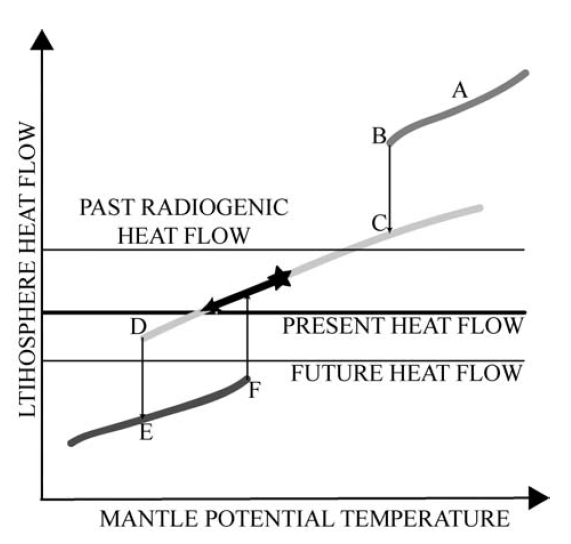 A
B
PAST RADIOGENIC
HEAT FLOW
C
D
PRESENT HEAT FLOW
FUTURE HEAT FLOW
F
E
LTIHOSPHERE HEAT FLOW
MANTLE POTENTIAL TEMPERATURE